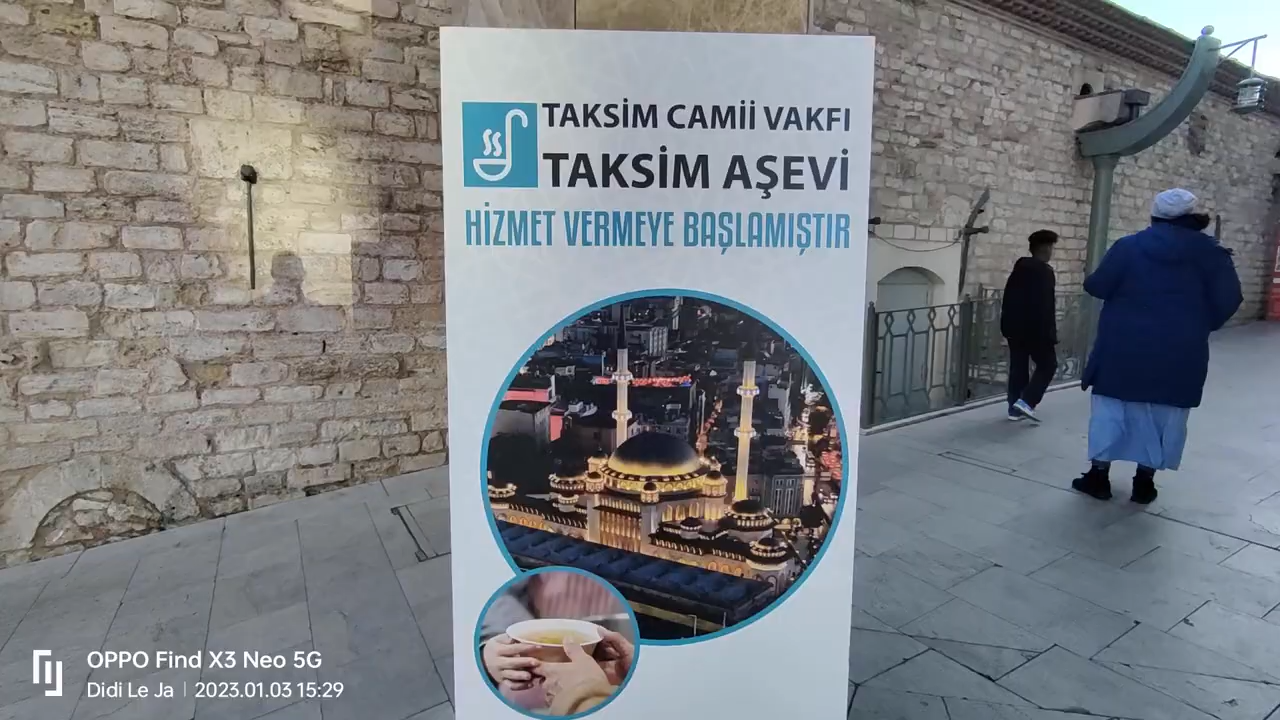 TAKSİM CAMİİ VAKFI
TAKSİM AŞEVİ
HİZMET VERMEYE BAŞLAMIŞTIR
OPPO Find X3 Neo 5G
Didi Le Ja | 2023.01.03 15:29